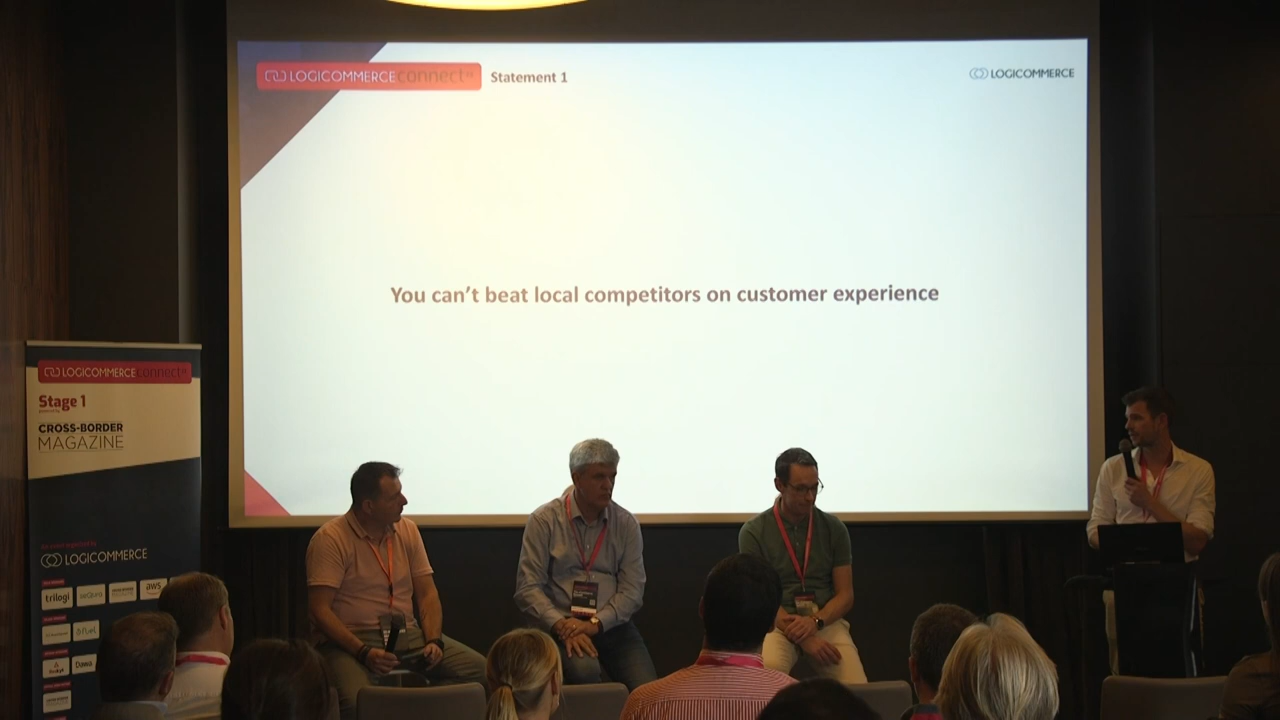 LOGICOMMERCE connect
Statement 1
LOGICOMMERCE
You can't beat local competitors on customer experience
LOGICOMMERCE connect
Stage 1
CROSS-BORDER
MAGAZINE
LOGICOMMERCE
trilogi
aws
Dawa